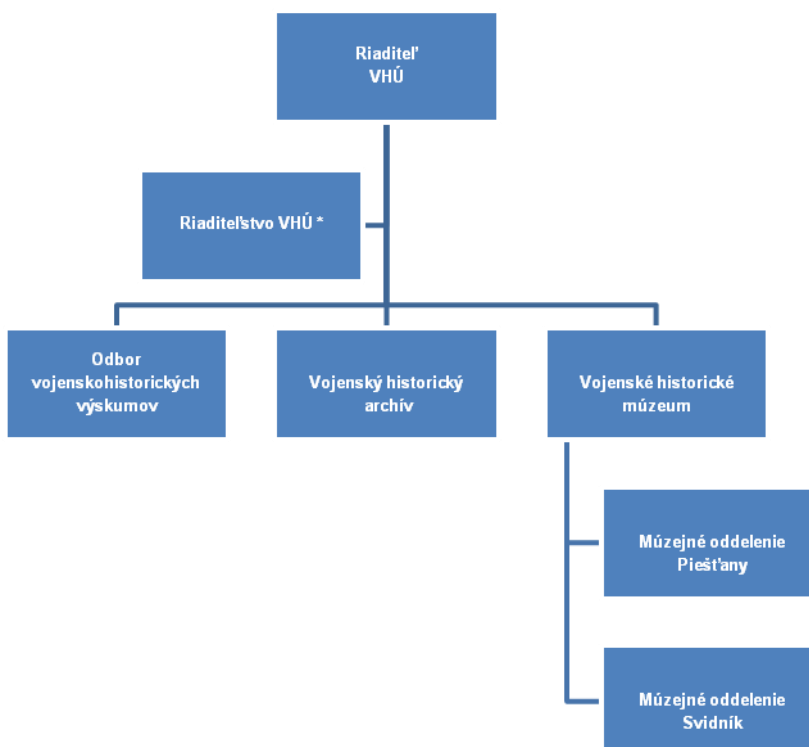 Riaditeľ
VHÚ
Riaditeľstvo VHÚ *
Odbor
vojenskohistorických
výskumov
Vojenský historický
archív
Vojenské historické
múzeum
Múzejné oddelenie
Piešťany
Múzejné oddelenie
Svidník